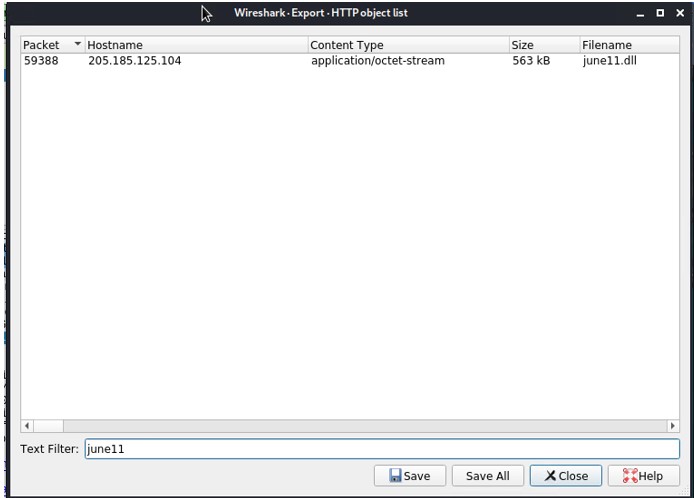 Wireshark · Export · HTTP object list
Packet Hostname Content Type Size Filename
59388 205.185.125.104 application/octet-stream 563 kB june11.dll
Text Filter: june11
Save Save All Close Help